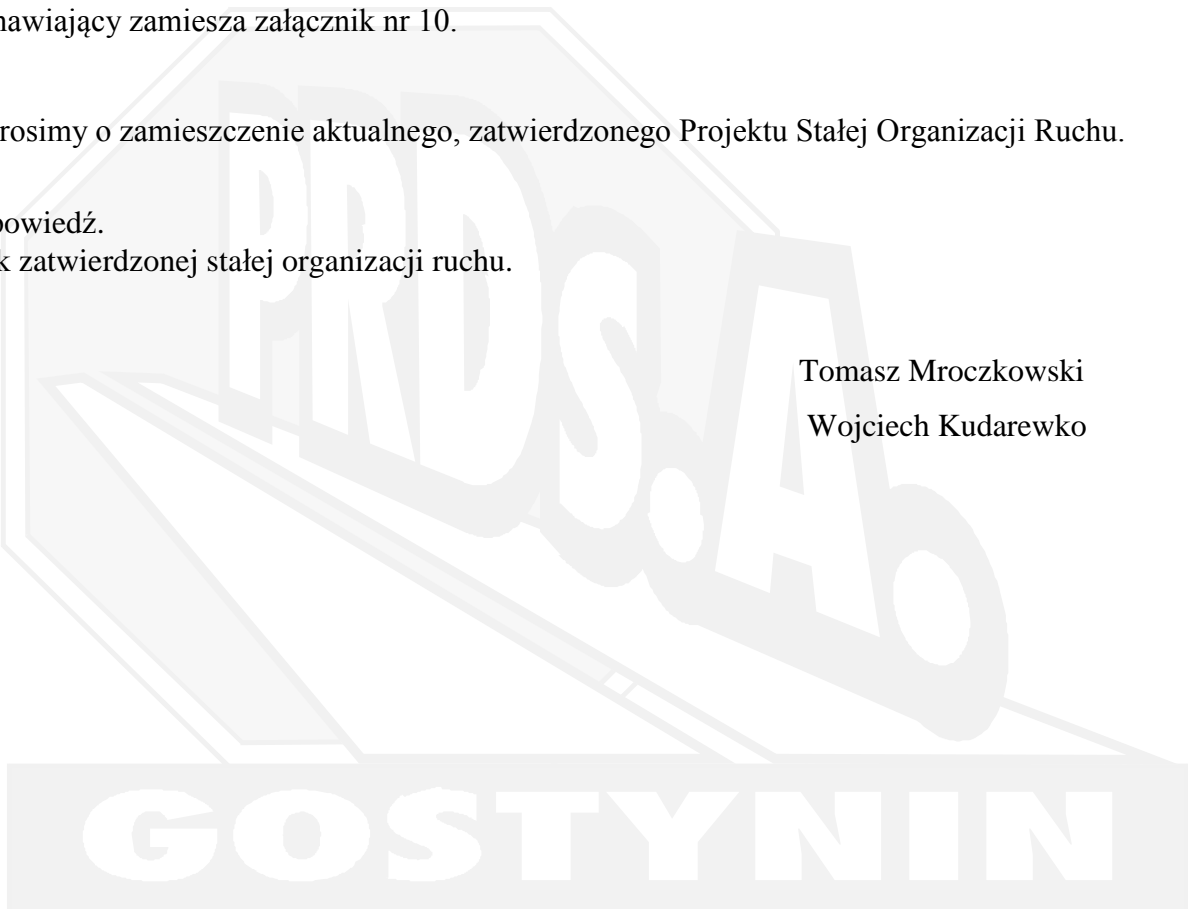 nawiający zamiesza załącznik nr 10.
rosimy o zamieszczenie aktualnego, zatwierdzonego Projektu Stałej Organizacji Ruchu.
powiedź.
k zatwierdzonej stałej organizacji ruchu.
Tomasz Mroczkowski
Wojciech Kudarewko
PRDS.A.
GOSTYNIN